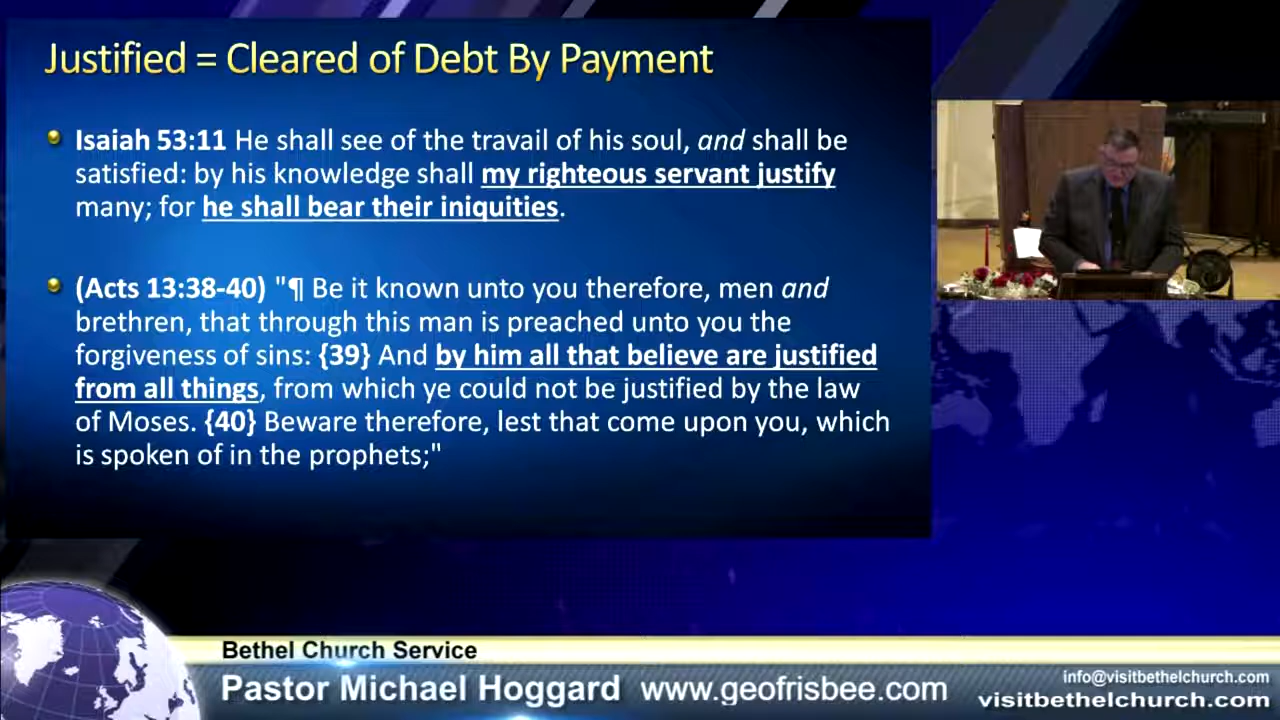 Justified = Cleared of Debt By Payment
Isaiah 53:11 He shall see of the travail of his soul, and shall be
satisfied: by his knowledge shall my righteous servant justify
many; for he shall bear their iniquities.
(Acts 13:38-40) "¶ Be it known unto you therefore, men and
brethren, that through this man is preached unto you the
forgiveness of sins: {39} And by him all that believe are justified
from all things, from which ye could not be justified by the law
of Moses. {40} Beware therefore, lest that come upon you, which
is spoken of in the prophets;"
Bethel Church Service
Pastor Michael Hoggard www.geofrisbee.com
info@visitbethelchurch.com
visitbethelchurch.com